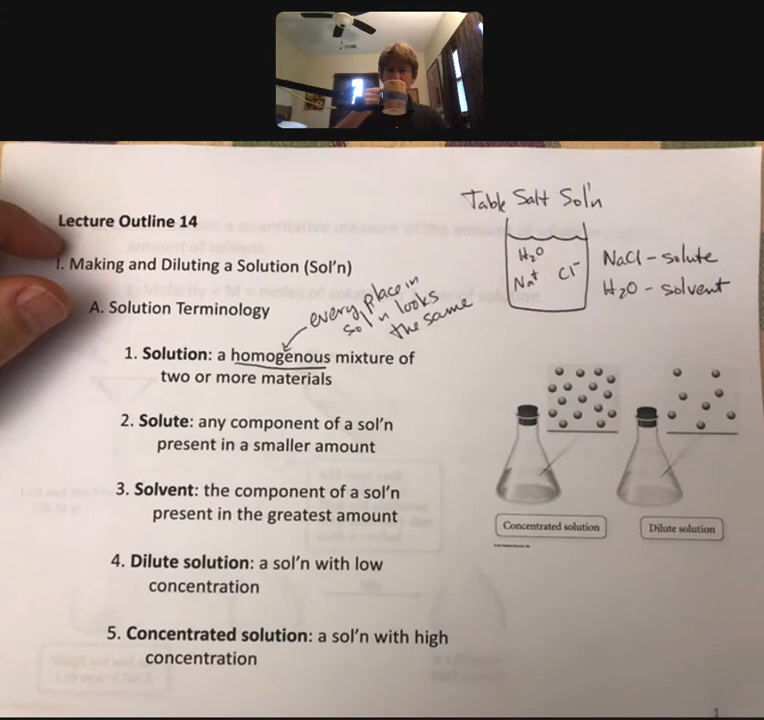 Lecture Outline 14
I. Making and Diluting a Solution (Sol'n)
A. Solution Terminology
every place in
sol'n looks
the same
1. Solution: a homogenous mixture of
two or more materials
2. Solute: any component of a sol'n
present in a smaller amount
3. Solvent: the component of a sol'n
present in the greatest amount
4. Dilute solution: a sol'n with low
concentration
5. Concentrated solution: a sol'n with high
concentration
Table Salt Sol'n
H₂O
Na⁺ Cl⁻
NaCl - solute
H₂O - solvent
Concentrated solution
Dilute solution
1